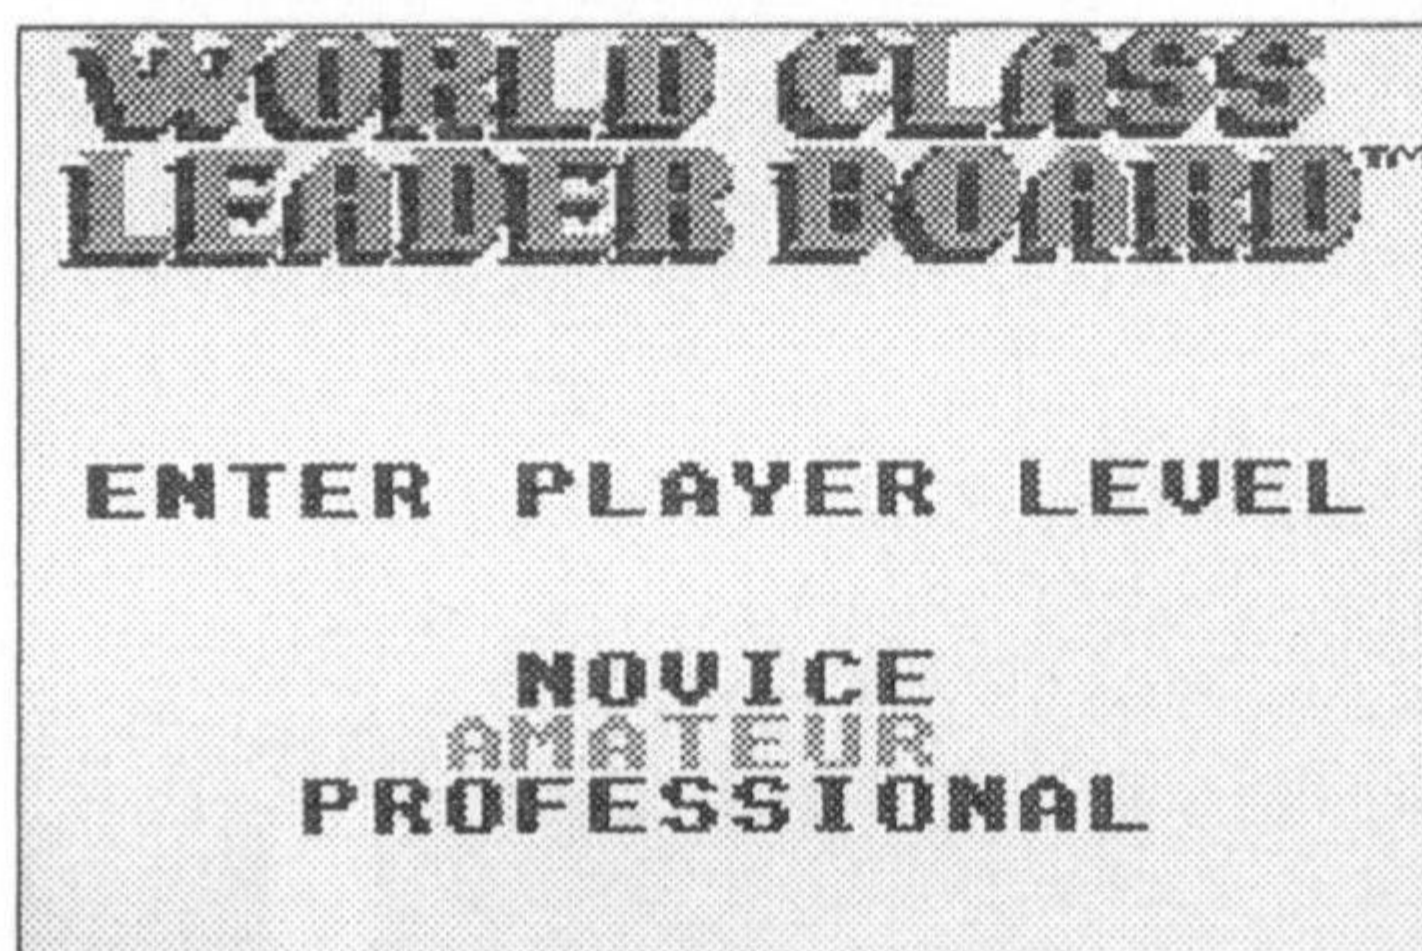 WORLD CLASS
LEADER BOARD™
ENTER PLAYER LEVEL
NOVICE
AMATEUR
PROFESSIONAL